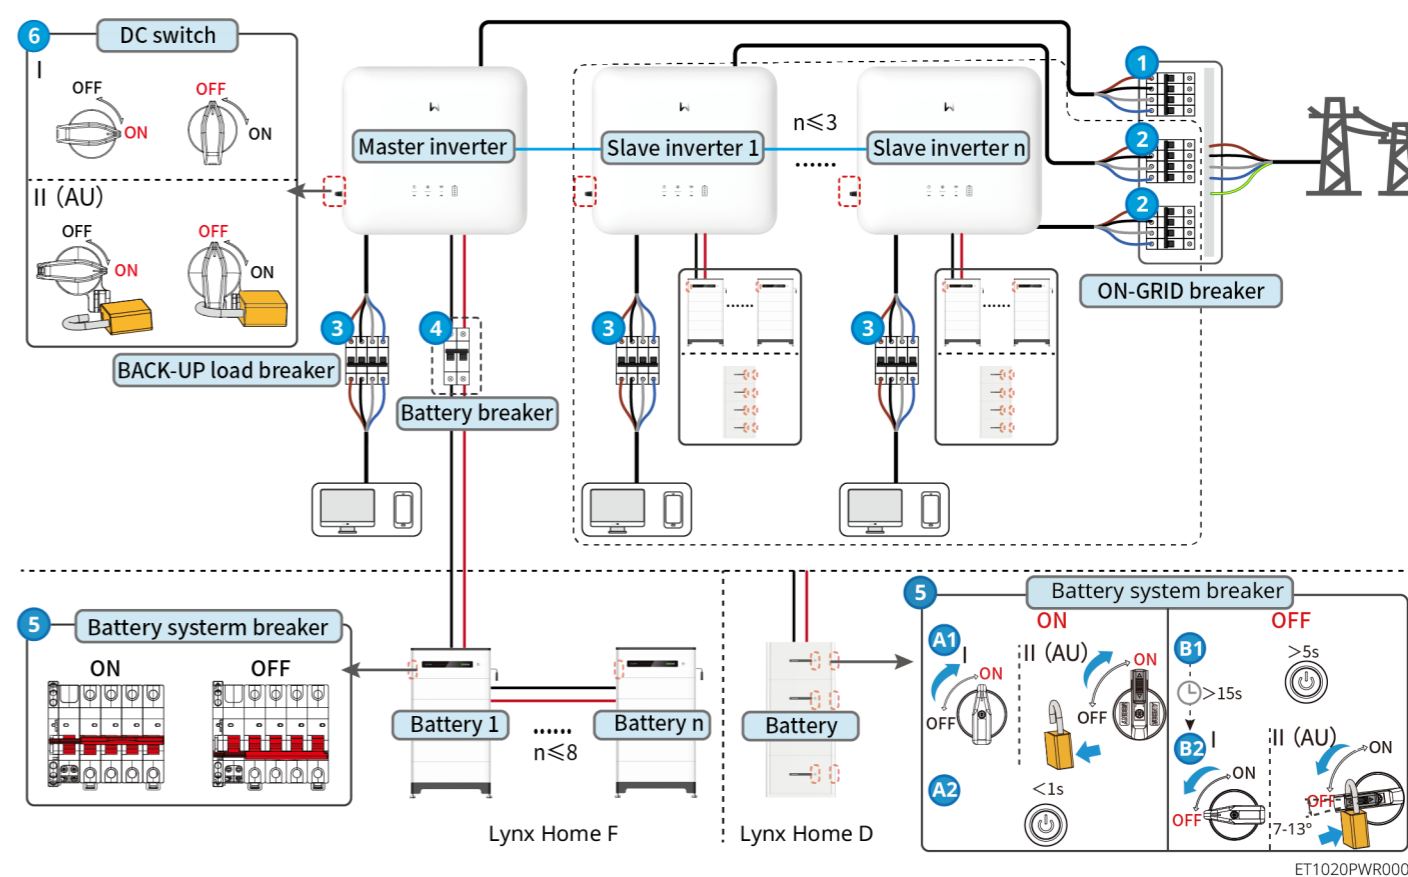 6
DC switch
I
OFF
ON
OFF
ON
II (AU)
OFF
ON
OFF
ON
Master inverter
Slave inverter 1
n≤3
......
Slave inverter n
1
2
2
ON-GRID breaker
3
BACK-UP load breaker
4
Battery breaker
3
......
3
......
5
Battery systerm breaker
ON
OFF
Battery 1
......
n≤8
Battery n
Lynx Home F
Battery
Lynx Home D
5
Battery system breaker
ON
OFF
A1
I
ON
OFF
II (AU)
ON
OFF
A2
<1s
B1
>15s
>5s
B2
I
ON
OFF
II (AU)
ON
OFF
7-13°
ET1020PWR000